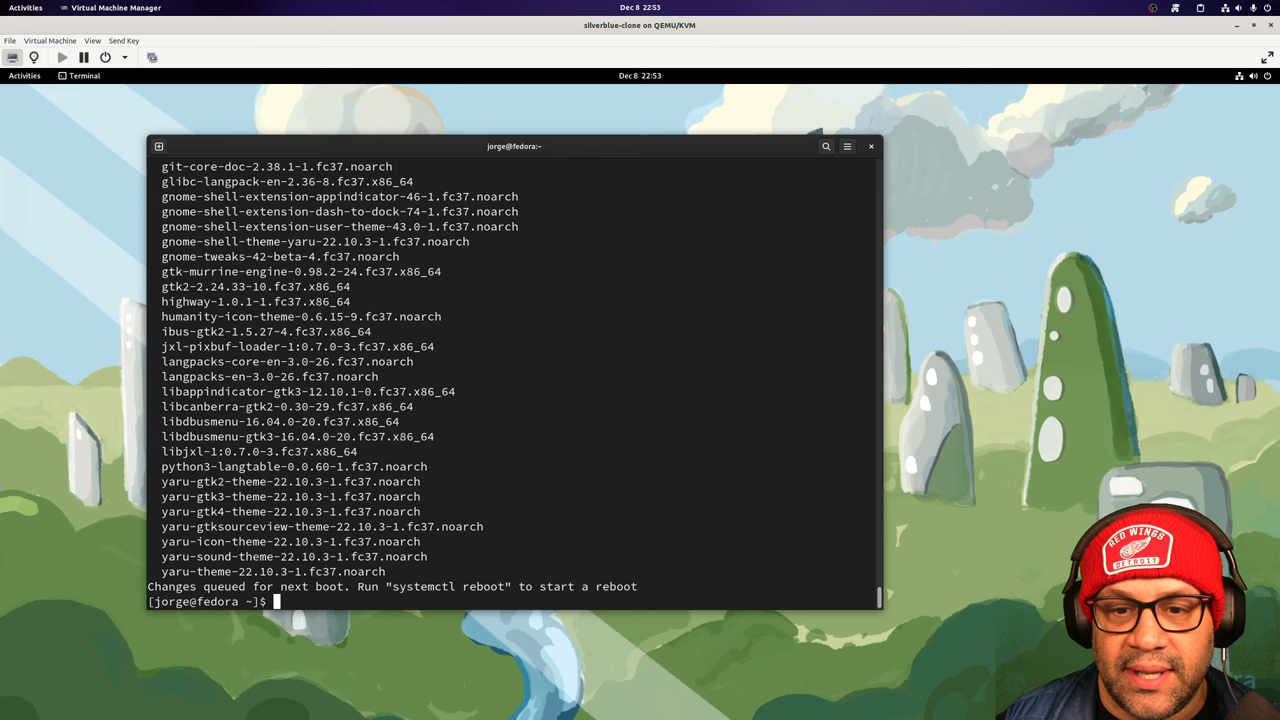 Activities Virtual Machine Manager Dec 8 22:53
silverblue-clone on QEMU/KVM
File Virtual Machine View Send Key
Activities Terminal Dec 8 22:53
jorge@fedora:~
git-core-doc-2.38.1-1.fc37.noarch
glibc-langpack-en-2.36-8.fc37.x86_64
gnome-shell-extension-appindicator-46-1.fc37.noarch
gnome-shell-extension-dash-to-dock-74-1.fc37.noarch
gnome-shell-extension-user-theme-43.0-1.fc37.noarch
gnome-shell-theme-yaru-22.10.3-1.fc37.noarch
gnome-tweaks-42~beta-4.fc37.noarch
gtk-murrine-engine-0.98.2-24.fc37.x86_64
gtk2-2.24.33-10.fc37.x86_64
highway-1.0.1-1.fc37.x86_64
humanity-icon-theme-0.6.15-9.fc37.noarch
ibus-gtk2-1.5.27-4.fc37.x86_64
jxl-pixbuf-loader-1:0.7.0-3.fc37.x86_64
langpacks-core-en-3.0-26.fc37.noarch
langpacks-en-3.0-26.fc37.noarch
libappindicator-gtk3-12.10.1-0.fc37.x86_64
libcanberra-gtk2-0.30-29.fc37.x86_64
libdbusmenu-16.04.0-20.fc37.x86_64
libdbusmenu-gtk3-16.04.0-20.fc37.x86_64
libjxl-1:0.7.0-3.fc37.x86_64
python3-langtable-0.0.60-1.fc37.noarch
yaru-gtk2-theme-22.10.3-1.fc37.noarch
yaru-gtk3-theme-22.10.3-1.fc37.noarch
yaru-gtk4-theme-22.10.3-1.fc37.noarch
yaru-gtksourceview-theme-22.10.3-1.fc37.noarch
yaru-icon-theme-22.10.3-1.fc37.noarch
yaru-sound-theme-22.10.3-1.fc37.noarch
yaru-theme-22.10.3-1.fc37.noarch
Changes queued for next boot. Run "systemctl reboot" to start a reboot
[jorge@fedora ~]$
RED WINGS
DETROIT